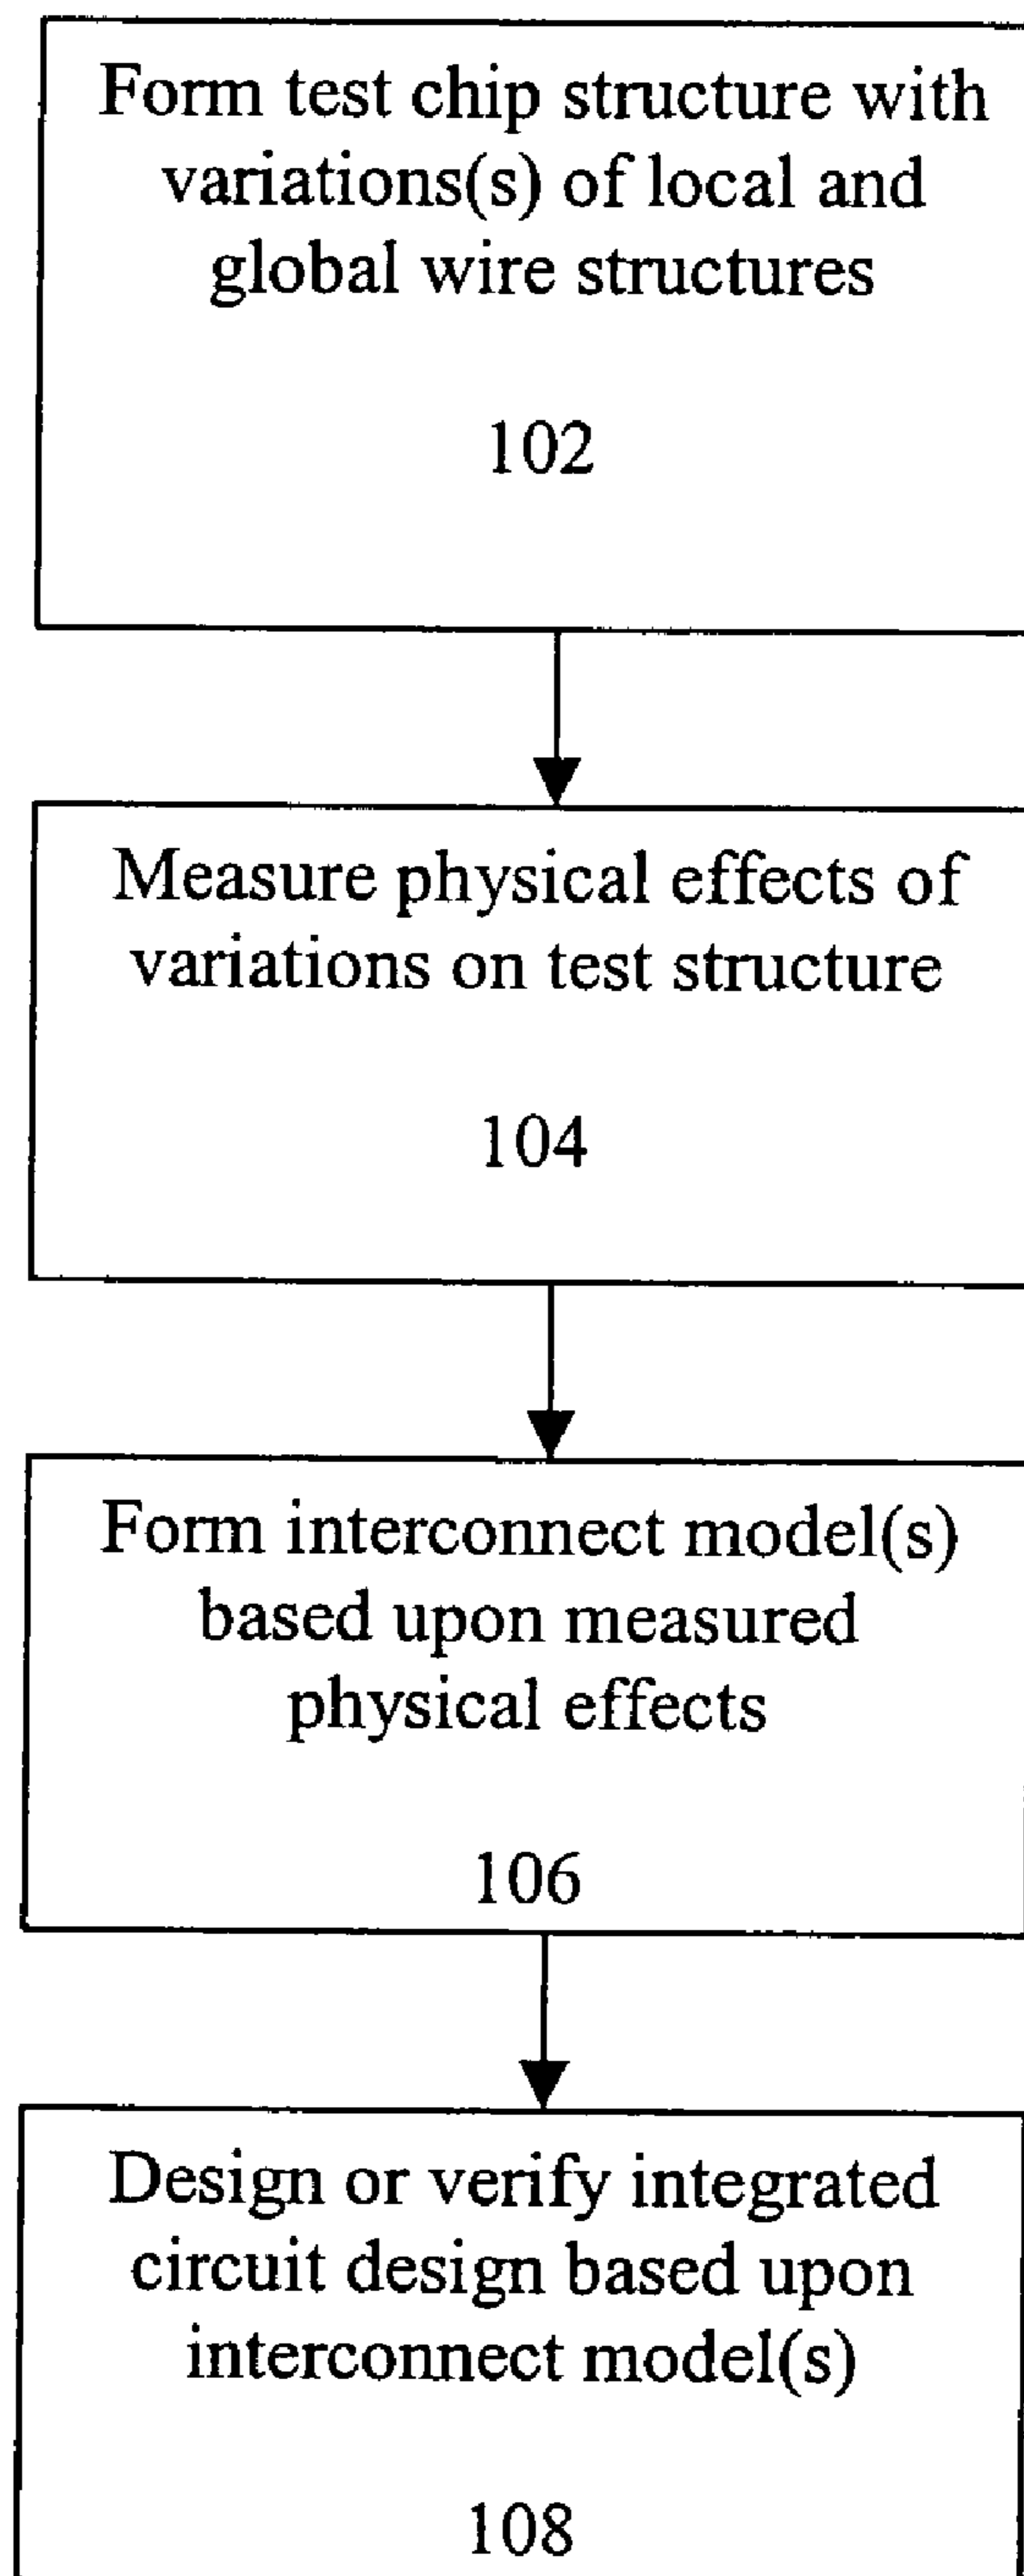 Form test chip structure with
variations(s) of local and
global wire structures
102
Measure physical effects of
variations on test structure
104
Form interconnect model(s)
based upon measured
physical effects
106
Design or verify integrated
circuit design based upon
interconnect model(s)
108